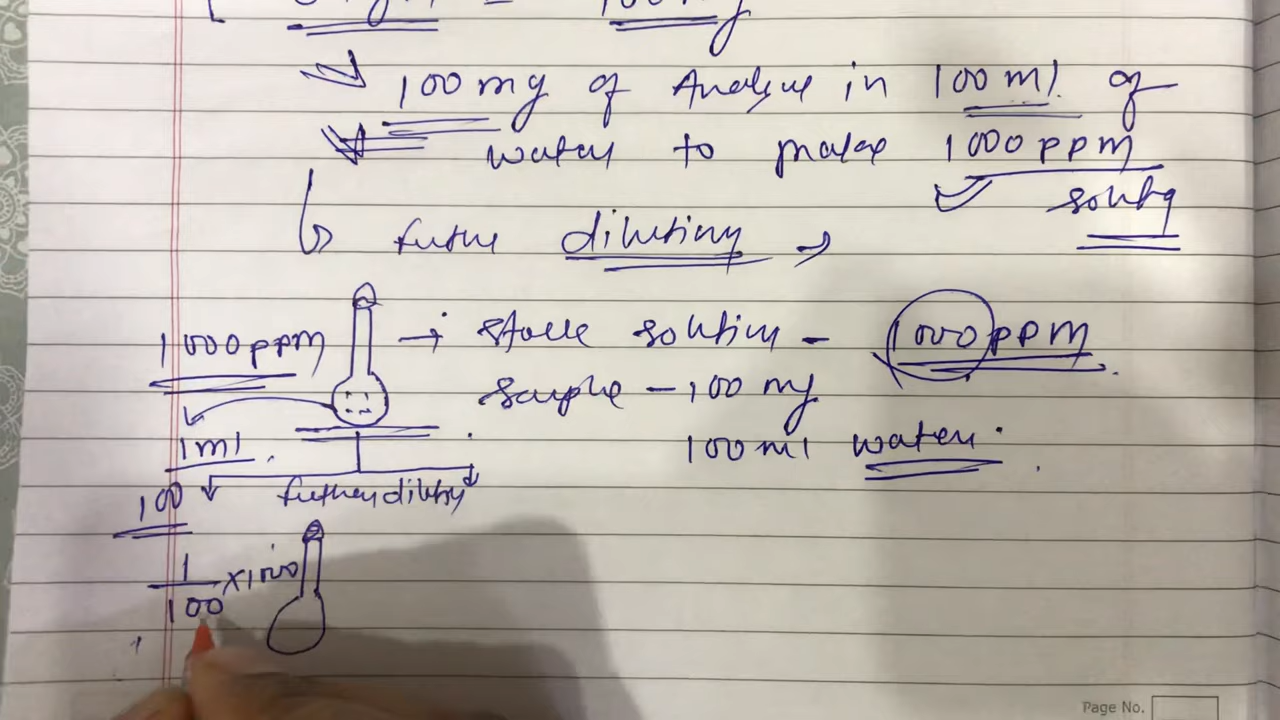 100 mg of Analyte in 100 ml of
water to make 1000 ppm
solution
further dilution →
1000 ppm → stock solution - 1000 ppm
sample - 100 mg
1 ml 100 ml water
100 further dilution
1/100 × 1000
Page No.